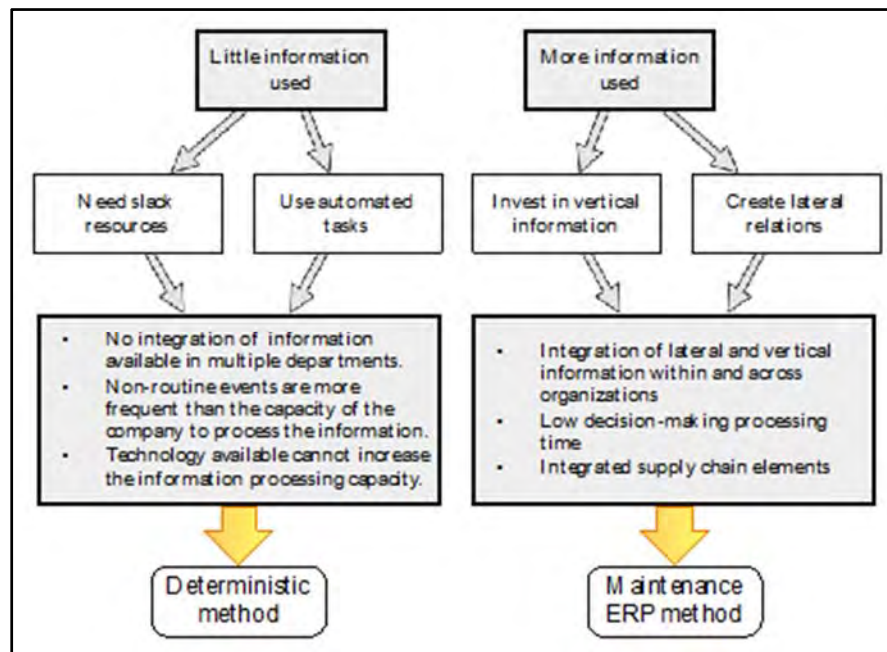 Little information
used
More information
used
Need slack
resources
Use automated
tasks
Invest in vertical
information
Create lateral
relations
• No integration of information
available in multiple departments.
• Non-routine events are more
frequent than the capacity of the
company to process the information.
• Technology available cannot increase
the information processing capacity.
• Integration of lateral and vertical
information within and across
organizations
• Low decision-making processing
time
• Integrated supply chain elements
Deterministic
method
Maintenance
ERP method